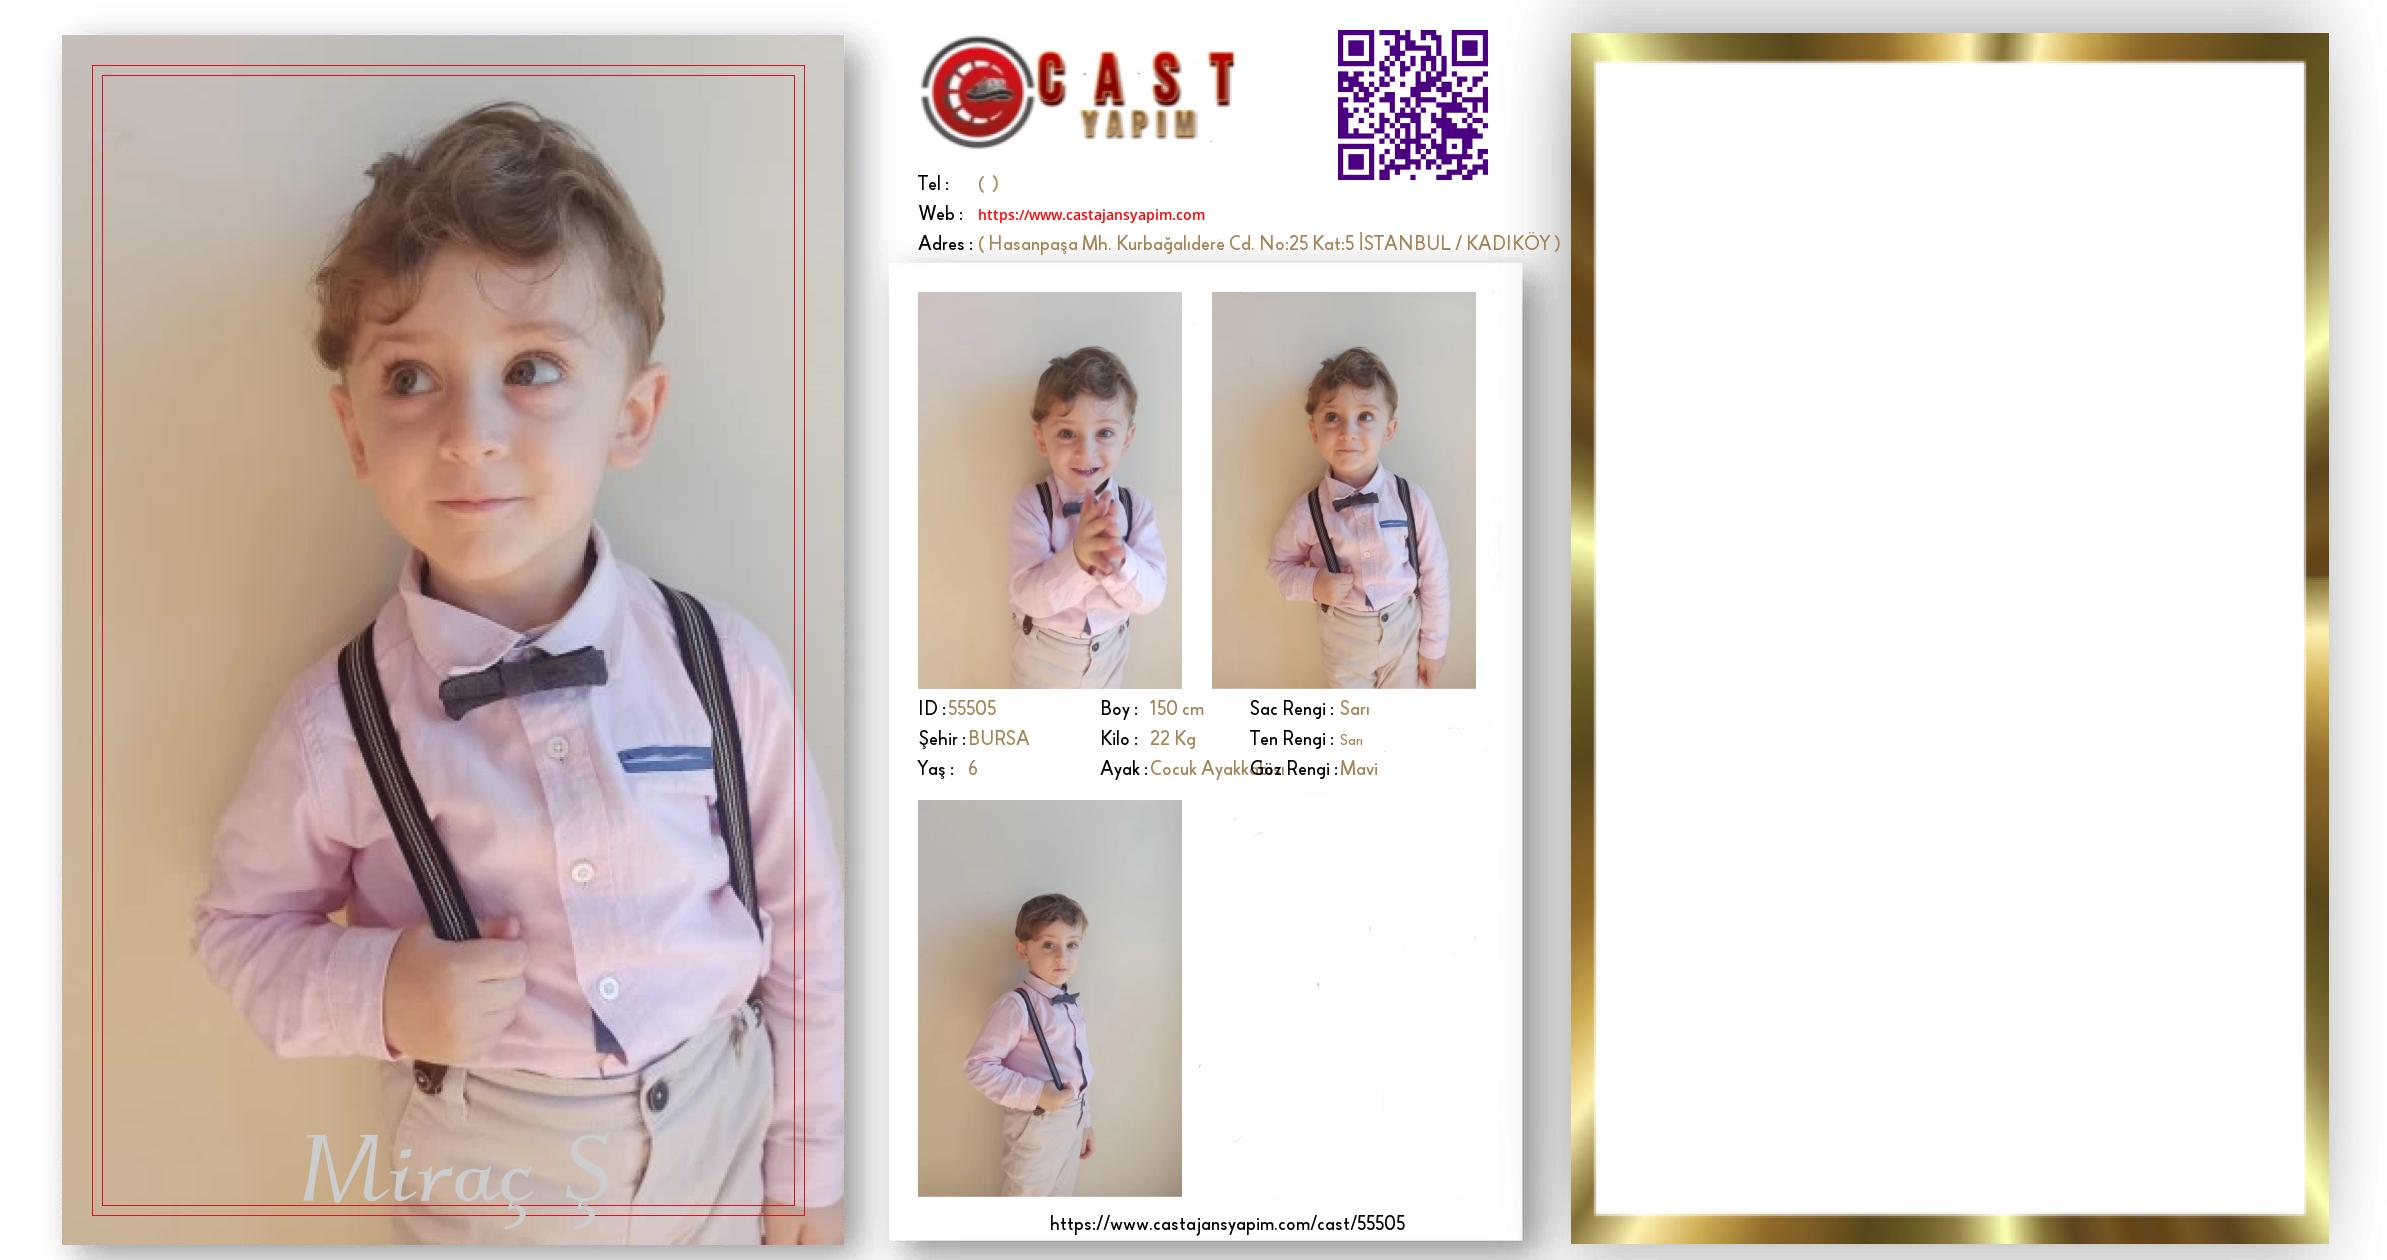 Miraç Ş
CAST
YAPIM
Tel : ( )
Web : https://www.castajansyapim.com
Adres : ( Hasanpaşa Mh. Kurbağalıdere Cd. No:25 Kat:5 İSTANBUL / KADIKÖY )
ID : 55505 Boy : 150 cm Sac Rengi : Sarı
Şehir : BURSA Kilo : 22 Kg Ten Rengi : Sarı
Yaş : 6 Ayak : Cocuk Göz Rengi : Mavi
https://www.castajansyapim.com/cast/55505